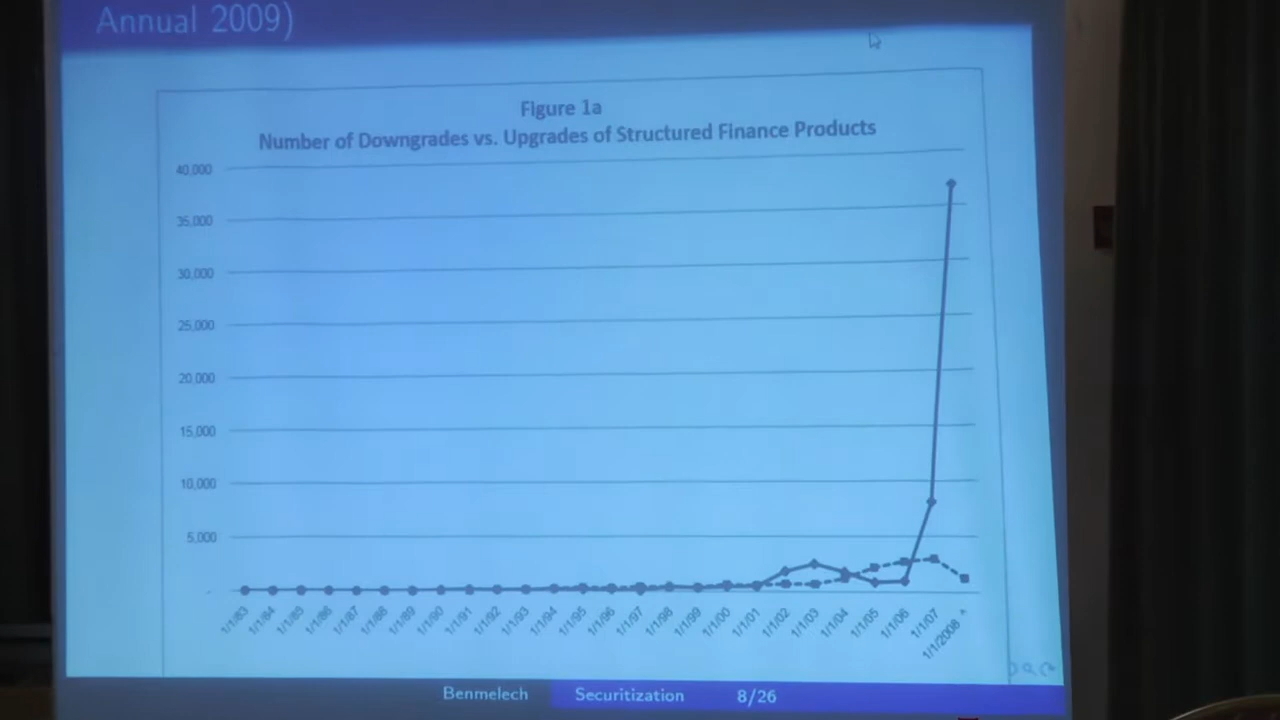 Annual 2009)
Figure 1a
Number of Downgrades vs. Upgrades of Structured Finance Products
40,000
35,000
30,000
25,000
20,000
15,000
10,000
5,000
-
1/1/83 1/1/84 1/1/85 1/1/86 1/1/87 1/1/88 1/1/89 1/1/90 1/1/91 1/1/92 1/1/93 1/1/94 1/1/95 1/1/96 1/1/97 1/1/98 1/1/99 1/1/00 1/1/01 1/1/02 1/1/03 1/1/04 1/1/05 1/1/06 1/1/07 1/1/2008 *
Benmelech Securitization 8/26